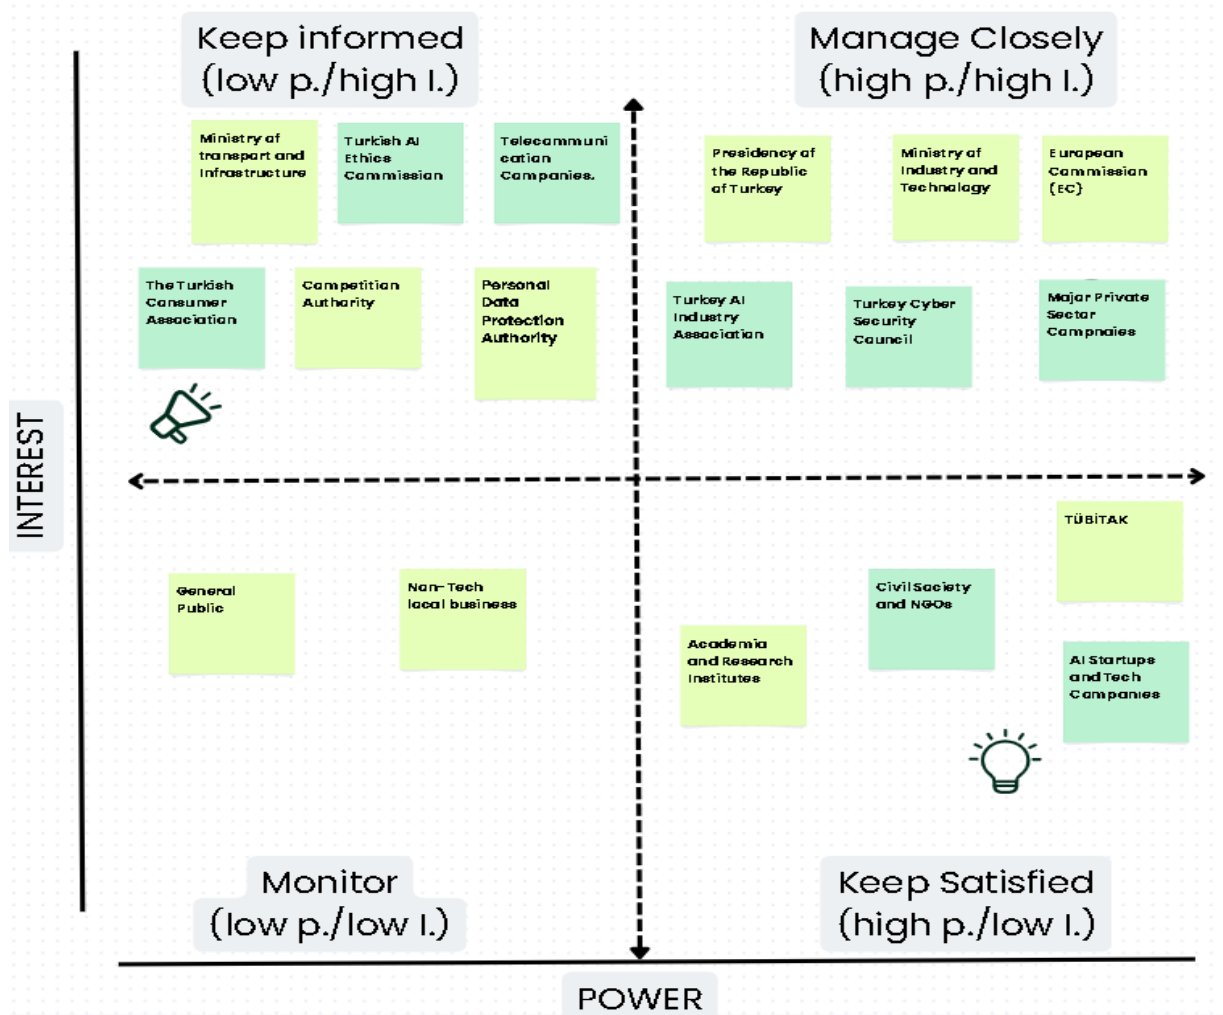 Keep informed
(low p./high I.)
Manage Closely
(high p./high I.)
Ministry of
transport and
Infrastructure
Turkish AI
Ethics
Commission
Telecommuni
cation
Companies.
Presidency of
the Republic
of Turkey
Ministry of
Industry and
Technology
European
Commission
(EC)
The Turkish
Consumer
Association
Competition
Authority
Personal
Data
Protection
Authority
Turkey AI
Industry
Association
Turkey Cyber
Security
Council
Major Private
Sector
Campnaies
INTEREST
General
Public
Non-Tech
local business
Academia
and Research
Institutes
Civil Society
and NGOs
TÜBİTAK
AI Startups
and Tech
Companies
Monitor
(low p./low I.)
Keep Satisfied
(high p./low I.)
POWER